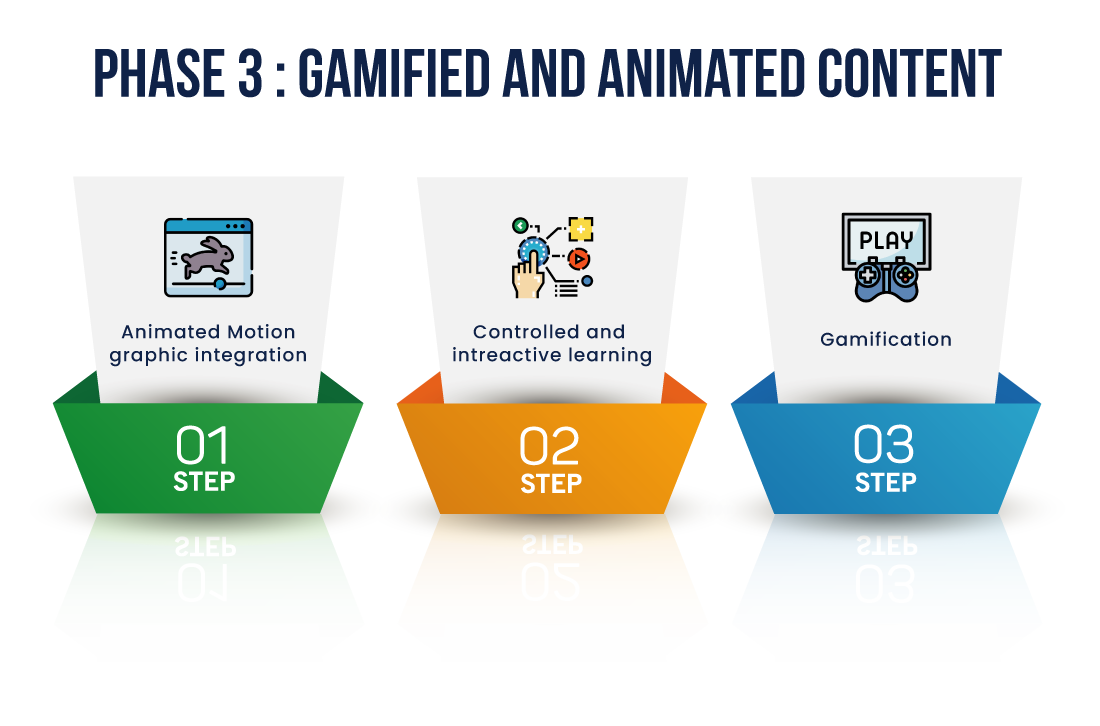 PHASE 3 : GAMIFIED AND ANIMATED CONTENT
Animated Motion
graphic integration
01
STEP
Controlled and
intreactive learning
02
STEP
PLAY
Gamification
03
STEP